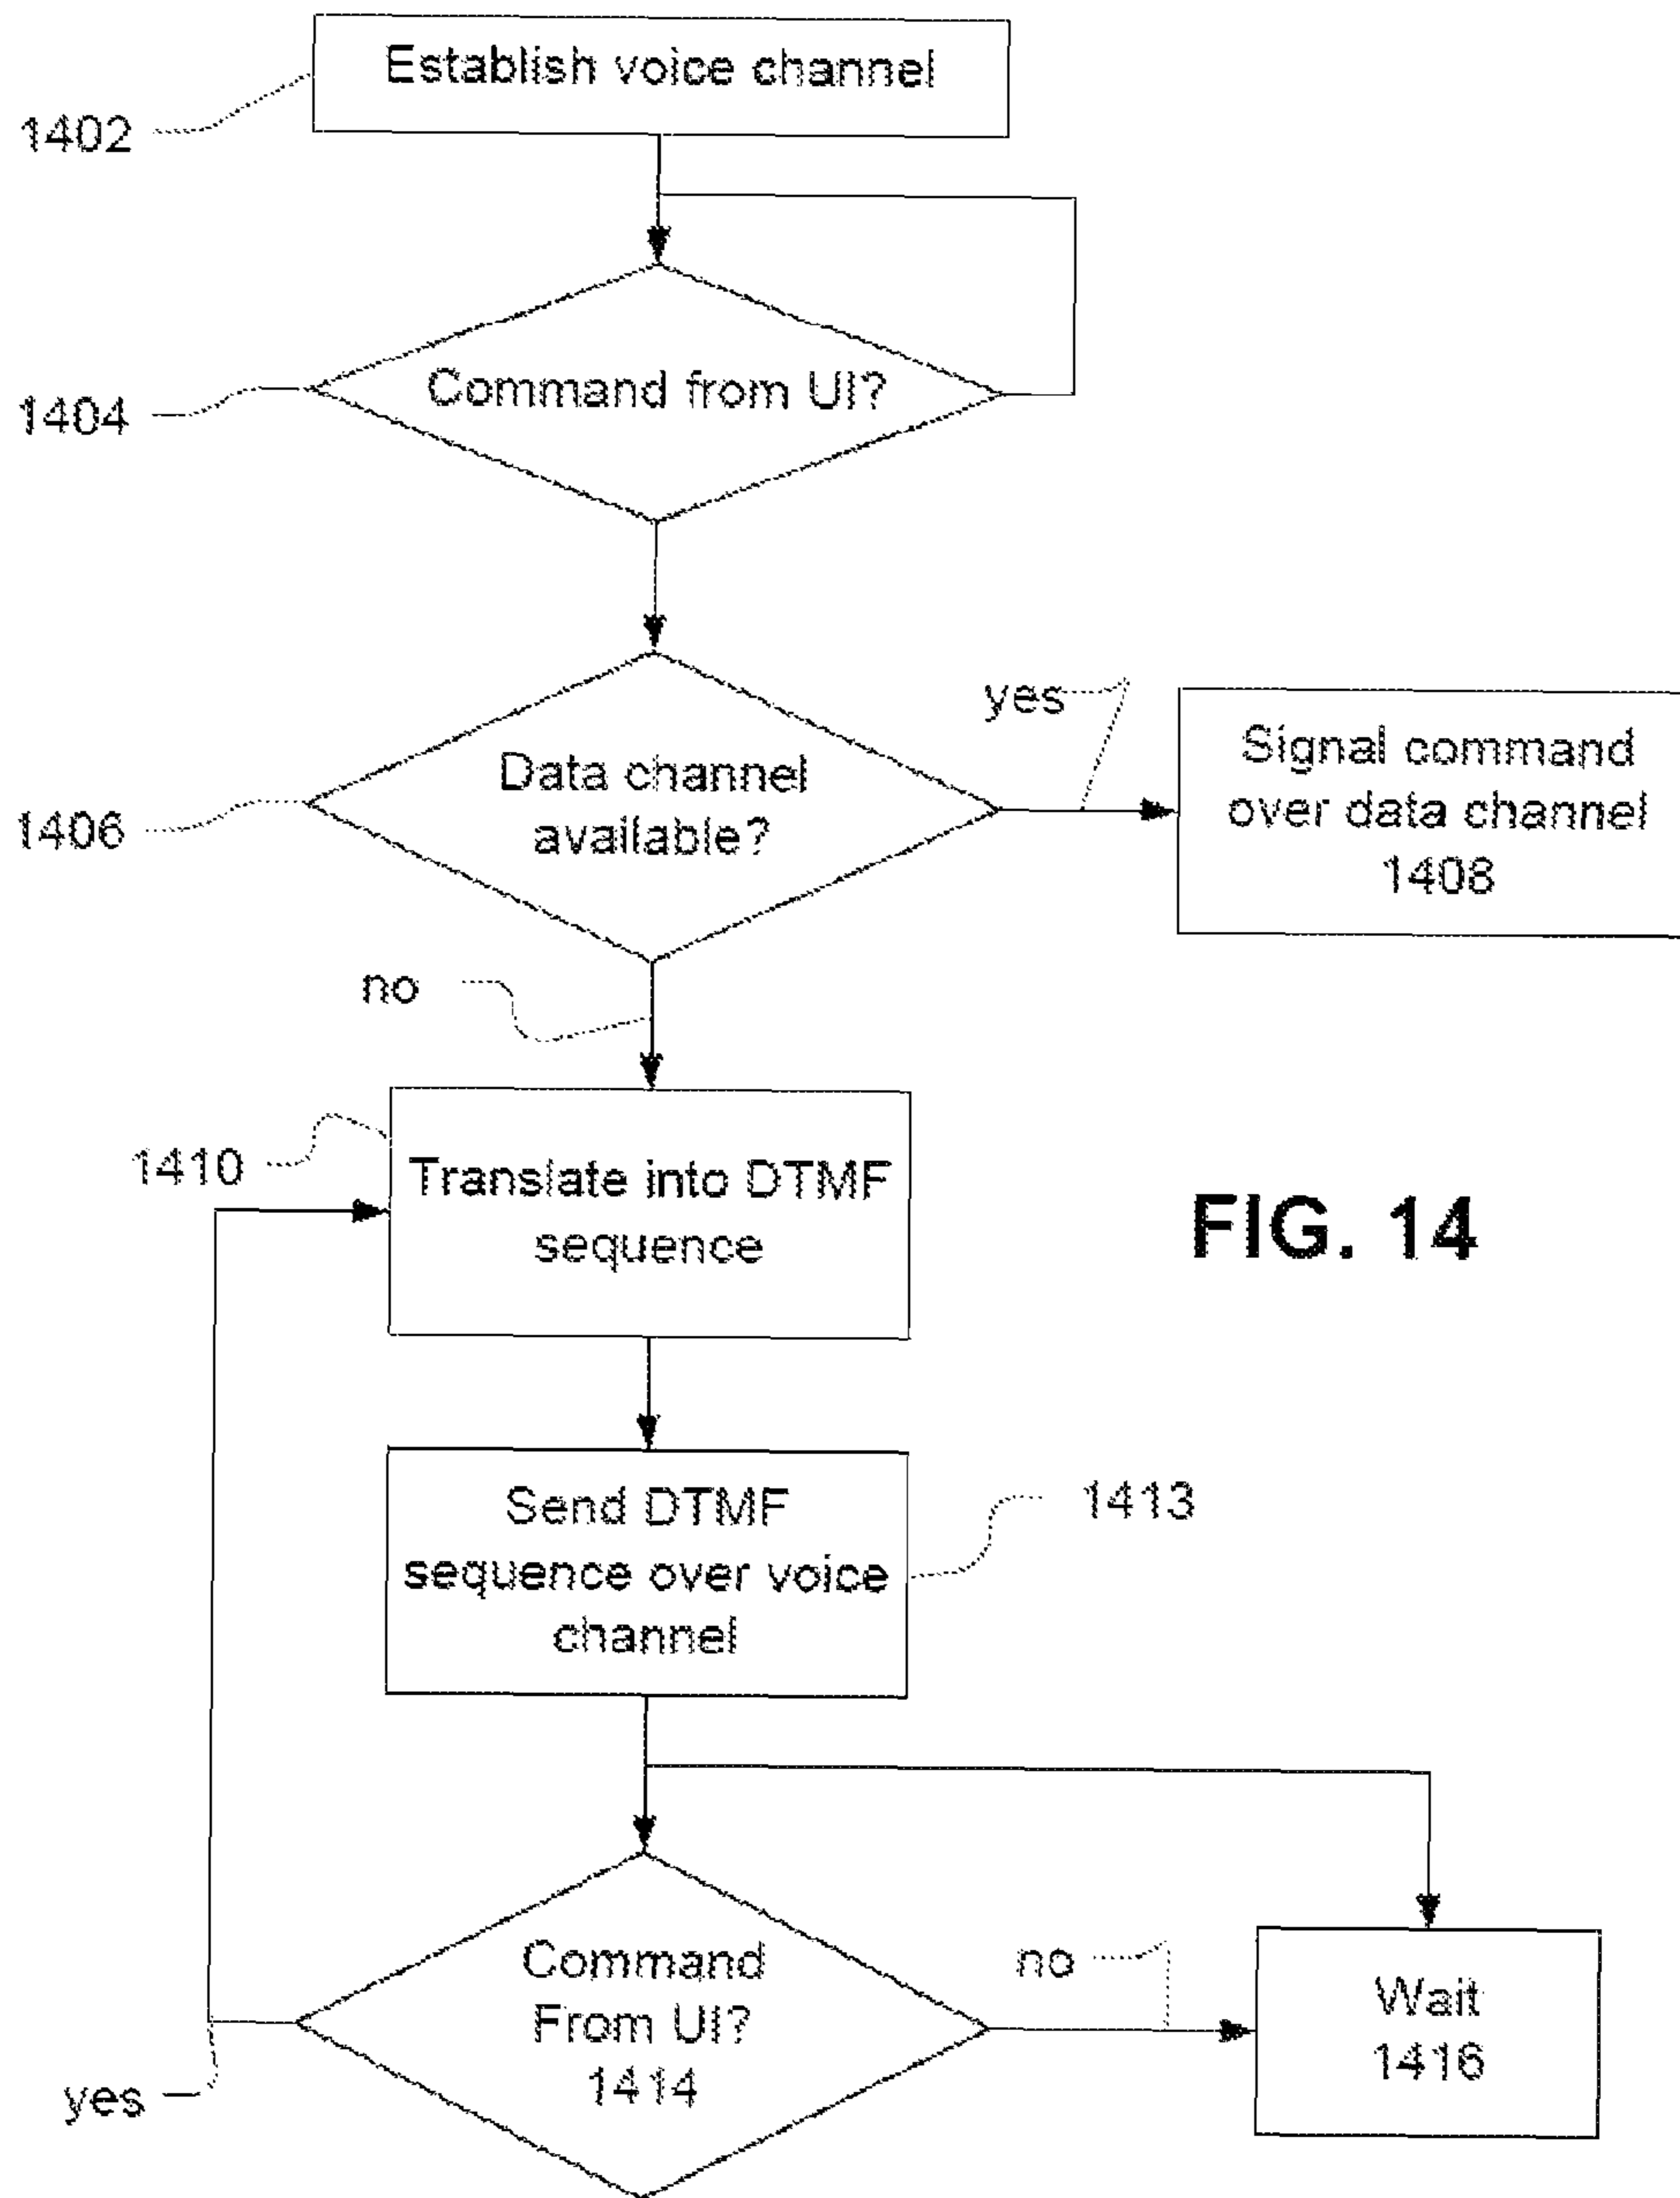 Establish voice channel
1402
Command from UI?
1404
yes
Data channel
available?
1406
Signal command
over data channel
1408
no
1410
Translate into DTMF
sequence
FIG. 14
Send DTMF
sequence over voice
channel
1413
Command
From UI?
1414
no
Wait
1416
yes